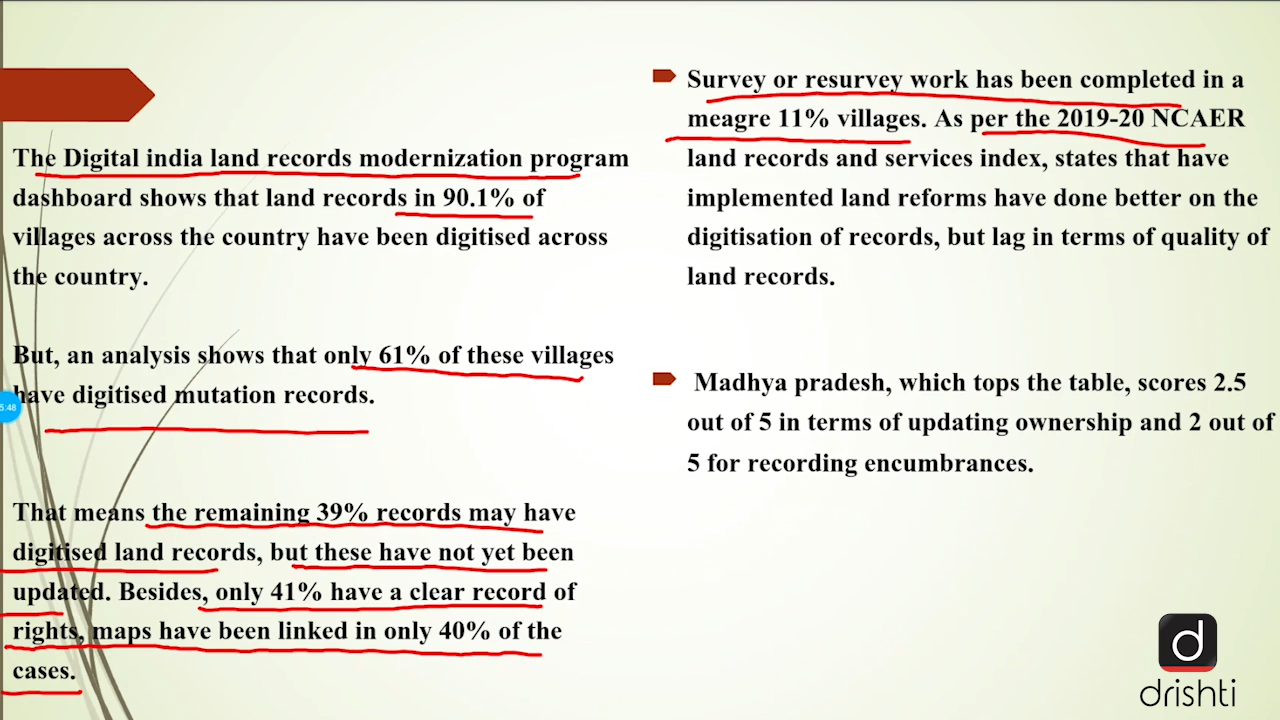 The Digital india land records modernization program
dashboard shows that land records in 90.1% of
villages across the country have been digitised across
the country.
But, an analysis shows that only 61% of these villages
have digitised mutation records.
That means the remaining 39% records may have
digitised land records, but these have not yet been
updated. Besides, only 41% have a clear record of
rights, maps have been linked in only 40% of the
cases.
Survey or resurvey work has been completed in a
meagre 11% villages. As per the 2019-20 NCAER
land records and services index, states that have
implemented land reforms have done better on the
digitisation of records, but lag in terms of quality of
land records.
Madhya pradesh, which tops the table, scores 2.5
out of 5 in terms of updating ownership and 2 out of
5 for recording encumbrances.
5:48
d
drishti